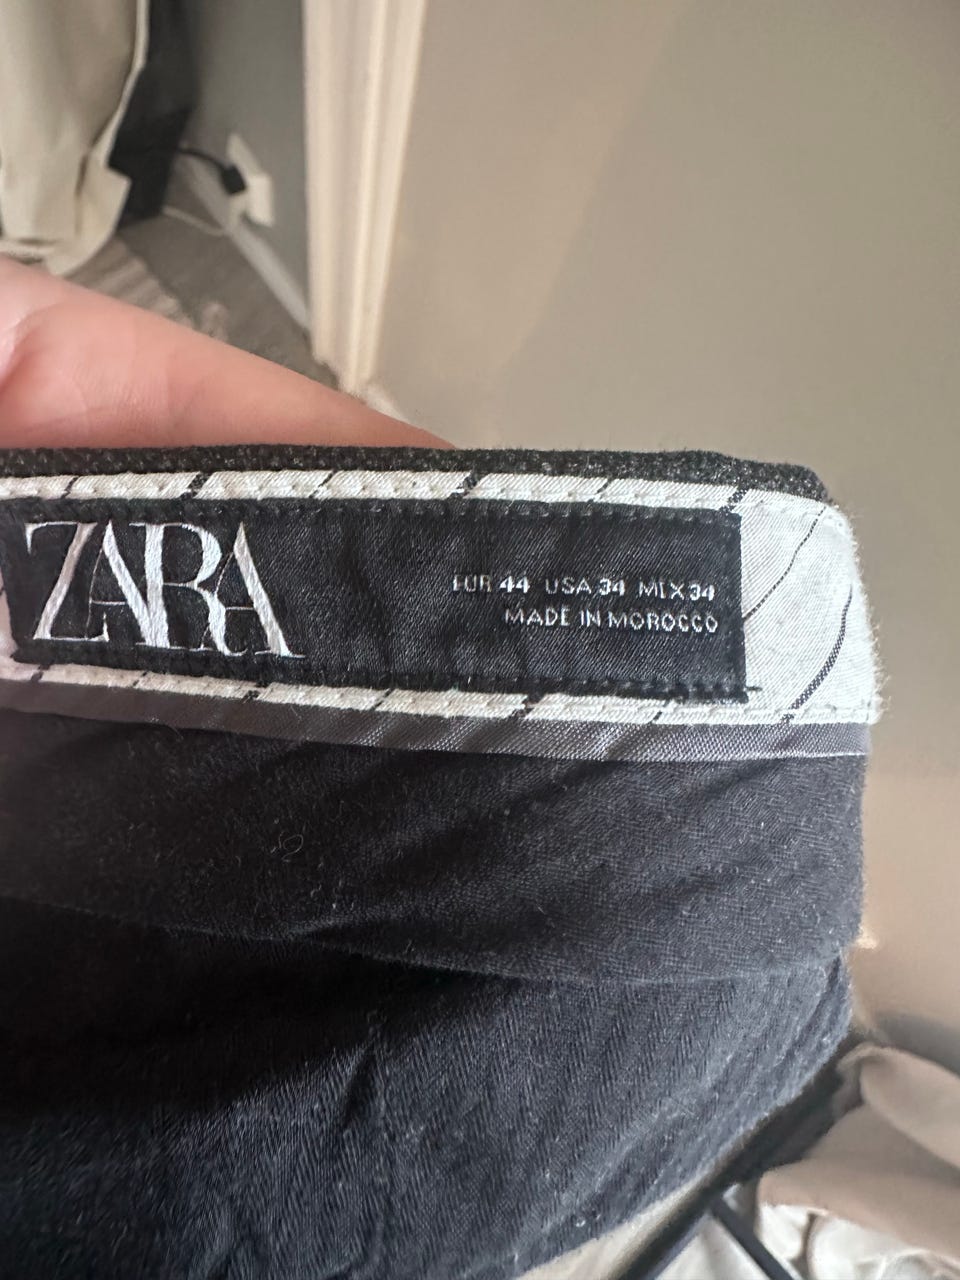 ZARA
EUR 44 USA 34 MEX 34
MADE IN MOROCCO